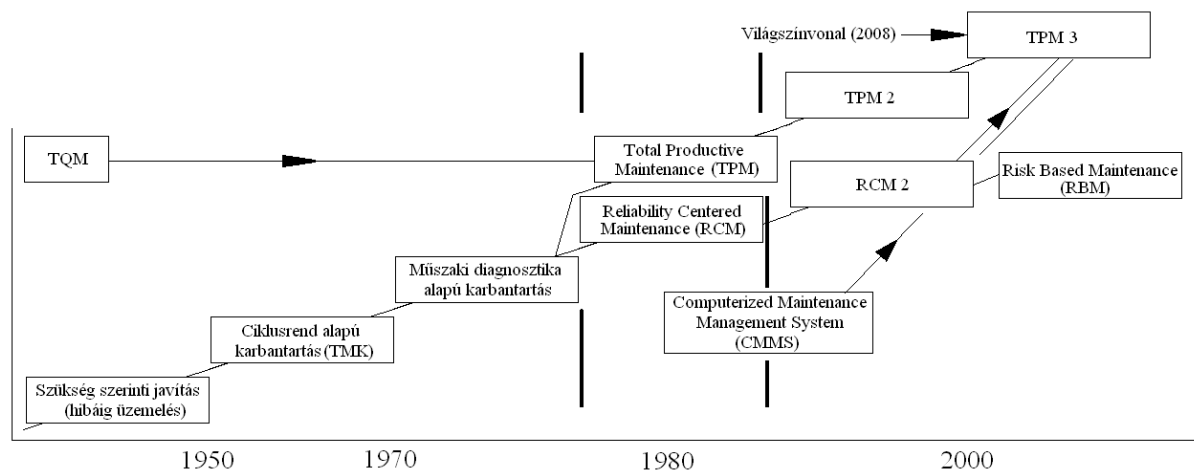 Világszínvonal (2008)
TPM 3
TPM 2
TQM
Total Productive
Maintenance (TPM)
RCM 2
Risk Based Maintenance
(RBM)
Reliability Centered
Maintenance (RCM)
Műszaki diagnosztika
alapú karbantartás
Computerized Maintenance
Management System
(CMMS)
Ciklusrend alapú
karbantartás (TMK)
Szükség szerinti javítás
(hibáig üzemelés)
1950
1970
1980
2000